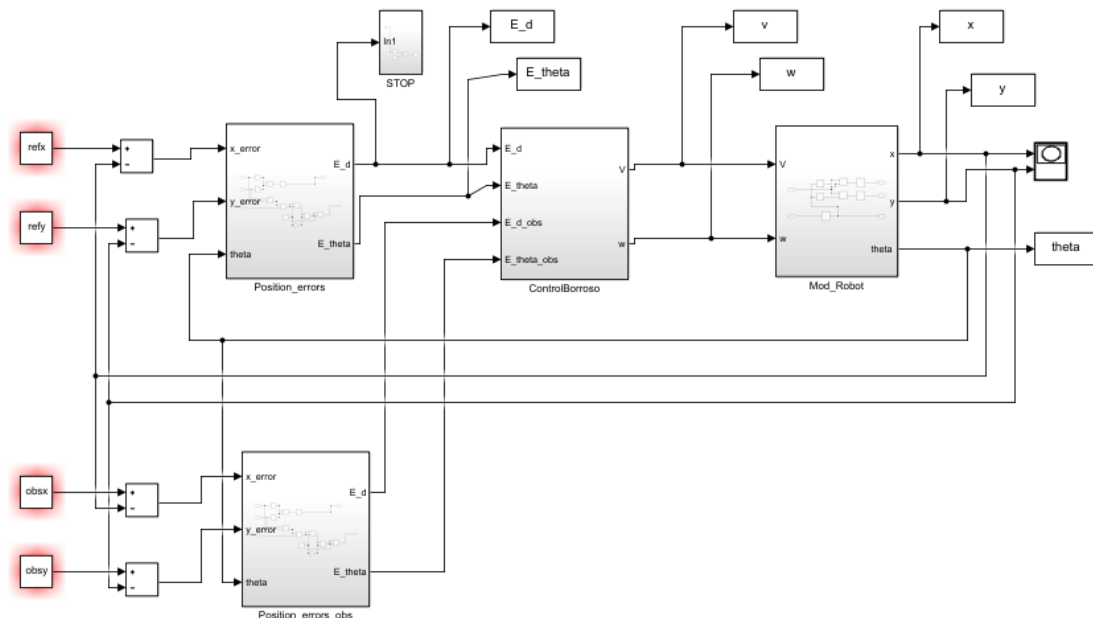 E_d
v
x
In1
STOP
E_theta
w
y
refx
+
−
x_error
E_d
E_d
V
V
x
E_theta
refy
+
−
y_error
y
E_d_obs
E_theta
theta
w
w
theta
theta
E_theta_obs
Position_errors
ControlBorroso
Mod_Robot
obsx
+
−
x_error
E_d
y_error
obsy
+
−
theta
E_theta
Position_errors_obs